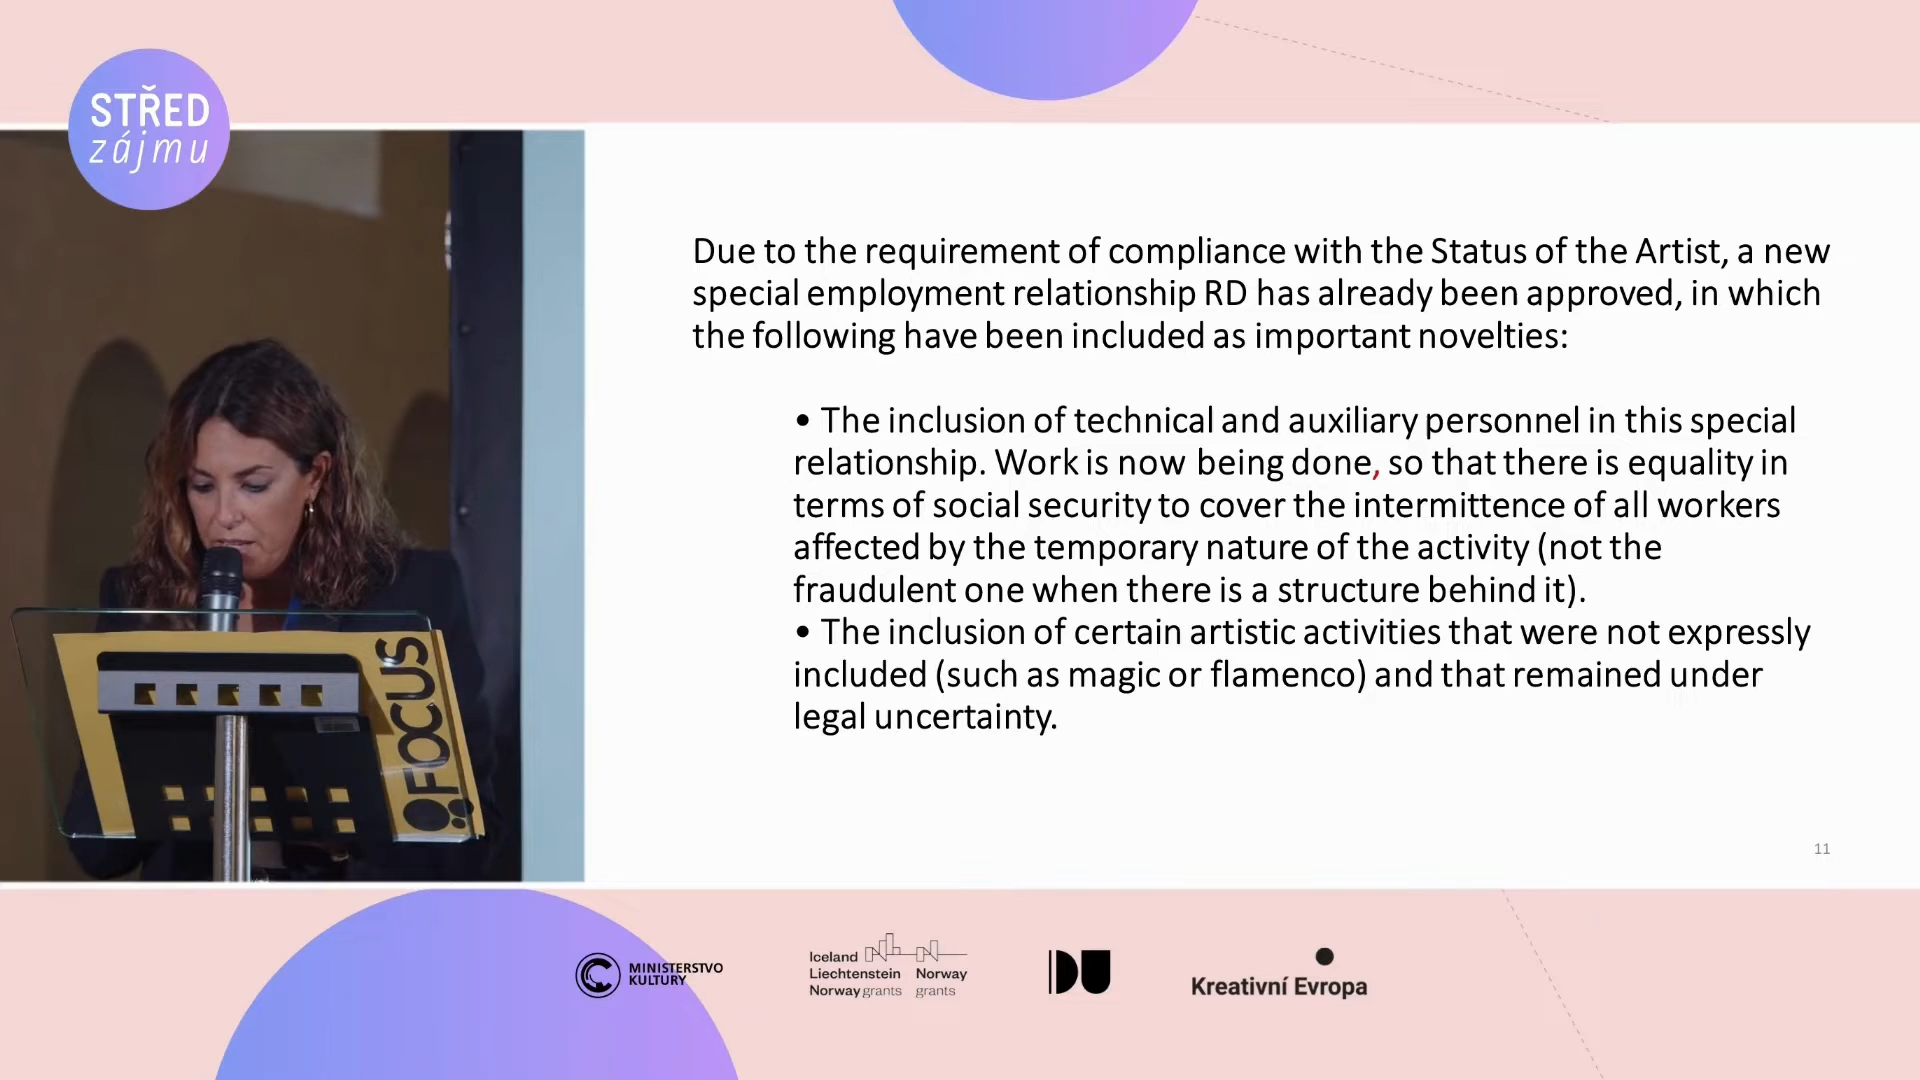 STŘED
zájmu
Due to the requirement of compliance with the Status of the Artist, a new
special employment relationship RD has already been approved, in which
the following have been included as important novelties:
• The inclusion of technical and auxiliary personnel in this special
relationship. Work is now being done, so that there is equality in
terms of social security to cover the intermittence of all workers
affected by the temporary nature of the activity (not the
fraudulent one when there is a structure behind it).
• The inclusion of certain artistic activities that were not expressly
included (such as magic or flamenco) and that remained under
legal uncertainty.
11
FOCUS
MINISTERSTVO
KULTURY
Iceland
Liechtenstein
Norway grants
Norway
grants
DU
Kreativní Evropa